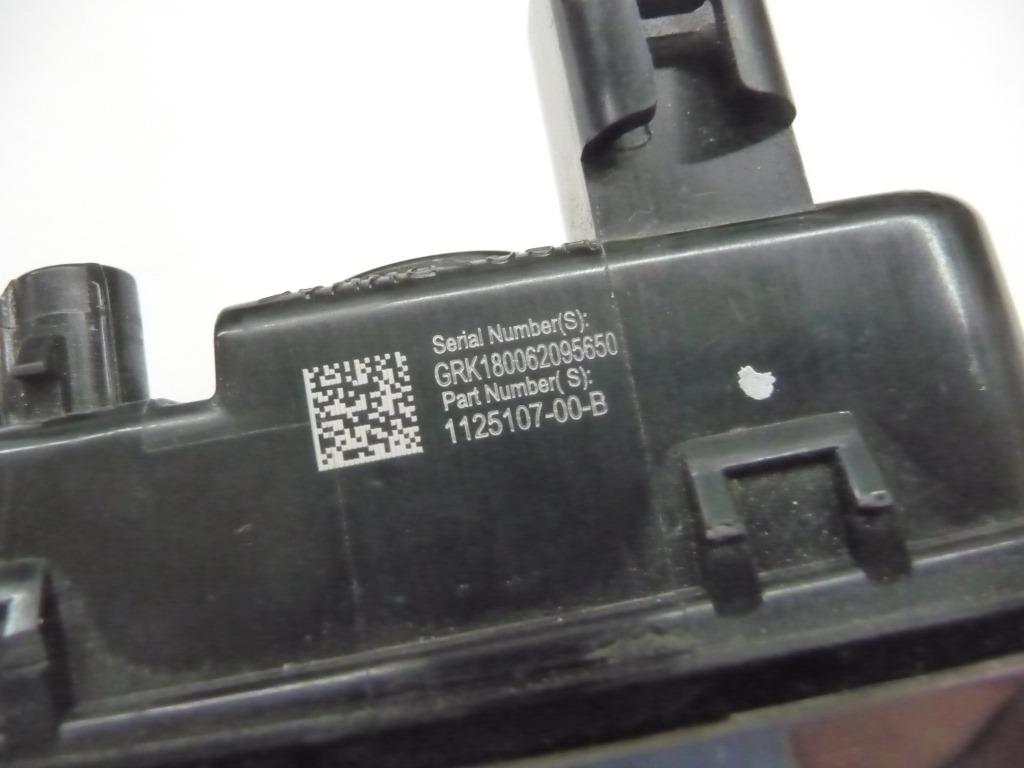 Serial Number(S):
GRK180062095650
Part Number( S):
1125107-00-B